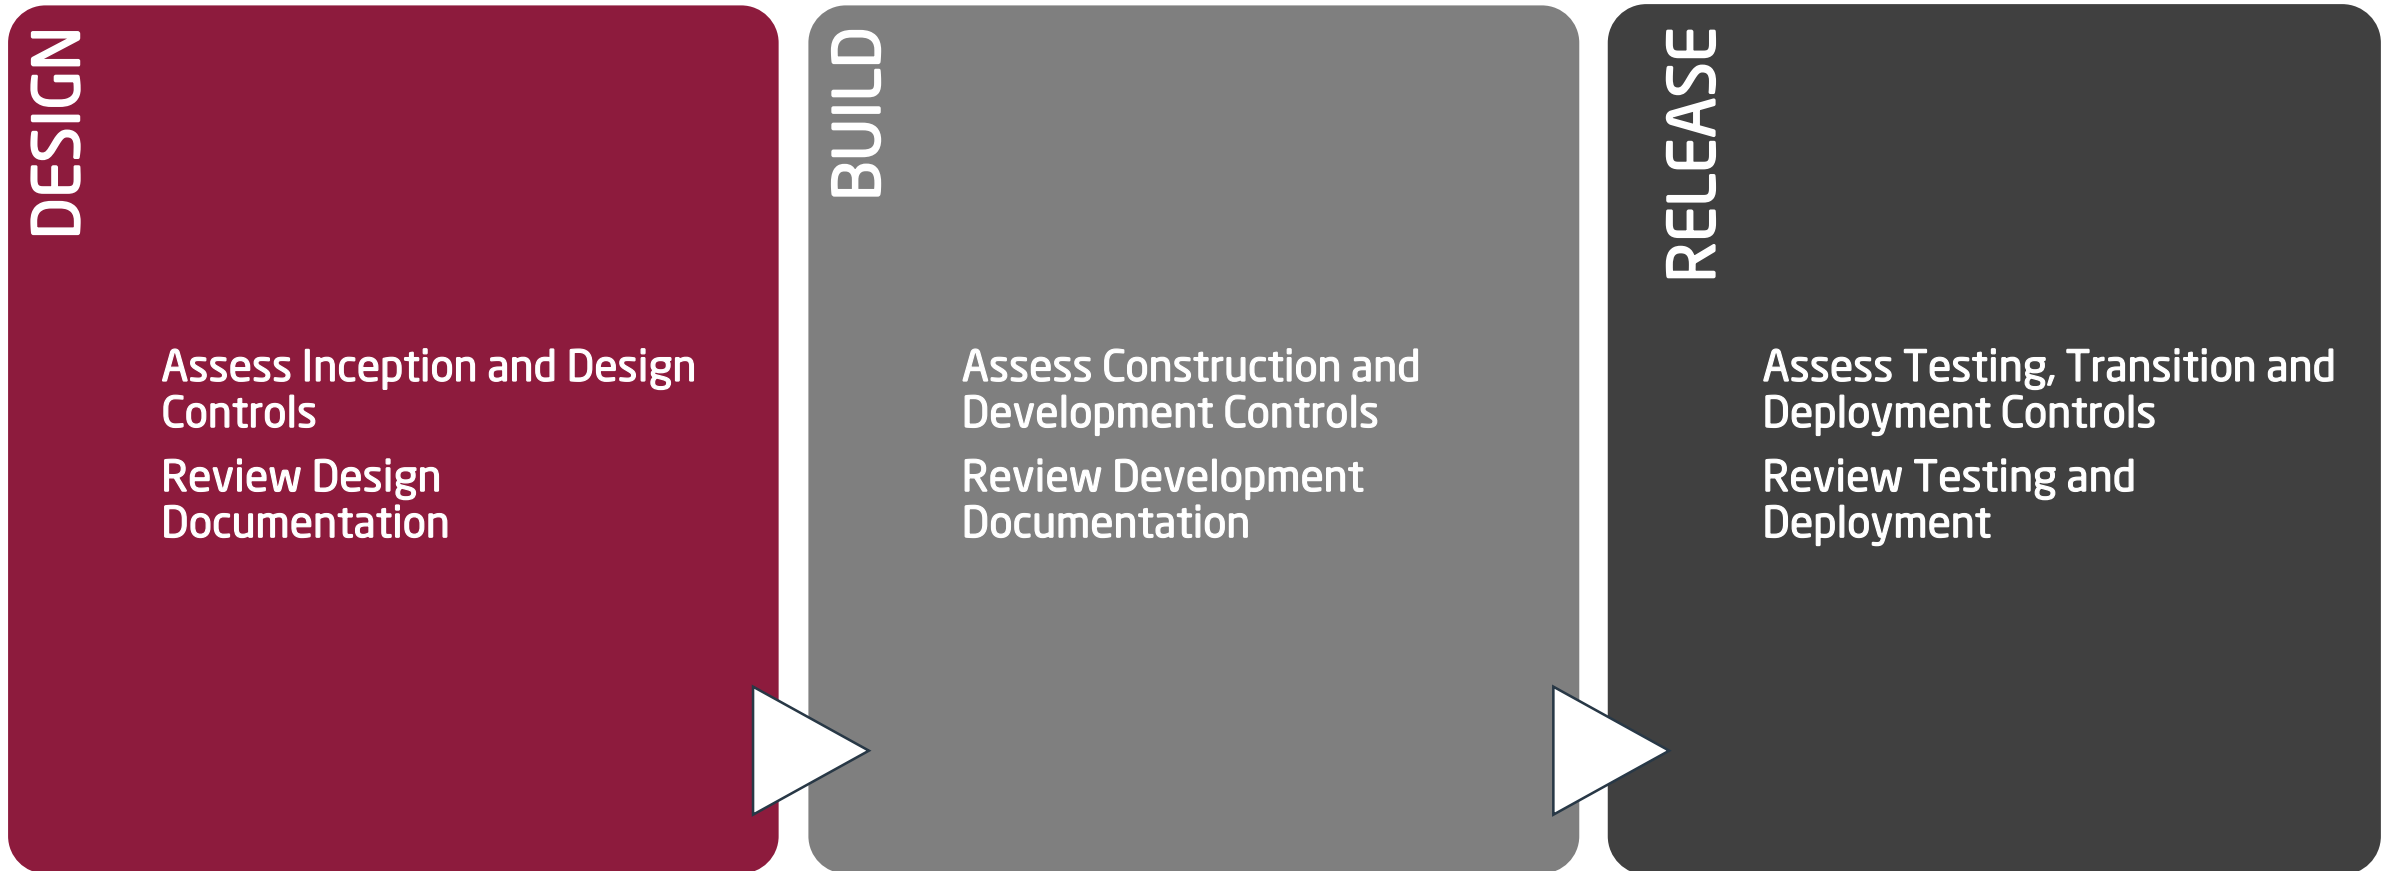 DESIGN
Assess Inception and Design
Controls
Review Design
Documentation
BUILD
Assess Construction and
Development Controls
Review Development
Documentation
RELEASE
Assess Testing, Transition and
Deployment Controls
Review Testing and
Deployment